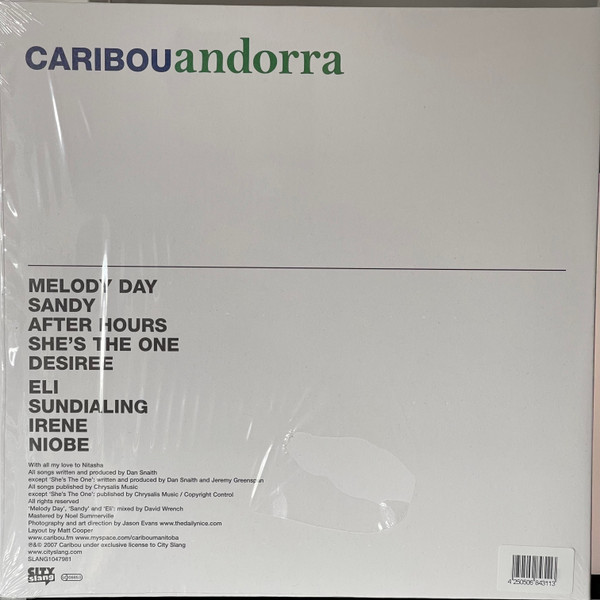 CARIBOUandorra
MELODY DAY
SANDY
AFTER HOURS
SHE'S THE ONE
DESIREE
ELI
SUNDIALING
IRENE
NIOBE
With all my love to Nitasha
All songs written and produced by Dan Snaith
except 'She's The One': written and produced by Dan Snaith and Jeremy Greenspan
All songs published by Chrysalis Music
except 'She's The One': published by Chrysalis Music / Copyright Control
All rights reserved
'Melody Day', 'Sandy' and 'Eli': mixed by David Wrench
Mastered by Noel Summerville
Photography and art direction by Jason Evans www.thedailynice.com
Layout by Matt Cooper
www.caribou.fm www.myspace.com/cariboumanitoba
℗&© 2007 Caribou under exclusive license to City Slang
www.cityslang.com
SLANG1047981
CITY
slang
4 250506 843113